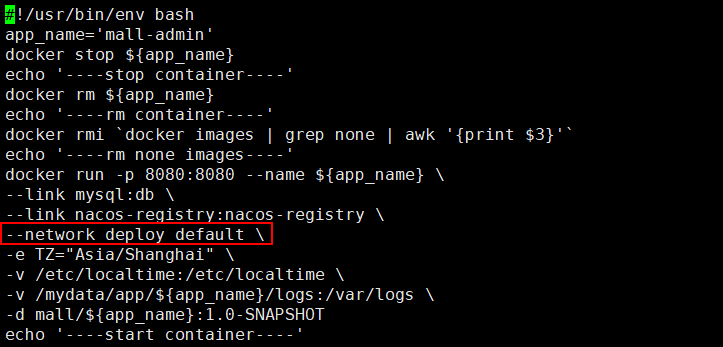 #!/usr/bin/env bash
app_name='mall-admin'
docker stop ${app_name}
echo '----stop container----'
docker rm ${app_name}
echo '----rm container----'
docker rmi `docker images | grep none | awk '{print $3}'`
echo '----rm none images----'
docker run -p 8080:8080 --name ${app_name} \
--link mysql:db \
--link nacos-registry:nacos-registry \
--network deploy_default \
-e TZ="Asia/Shanghai" \
-v /etc/localtime:/etc/localtime \
-v /mydata/app/${app_name}/logs:/var/logs \
-d mall/${app_name}:1.0-SNAPSHOT
echo '----start container----'